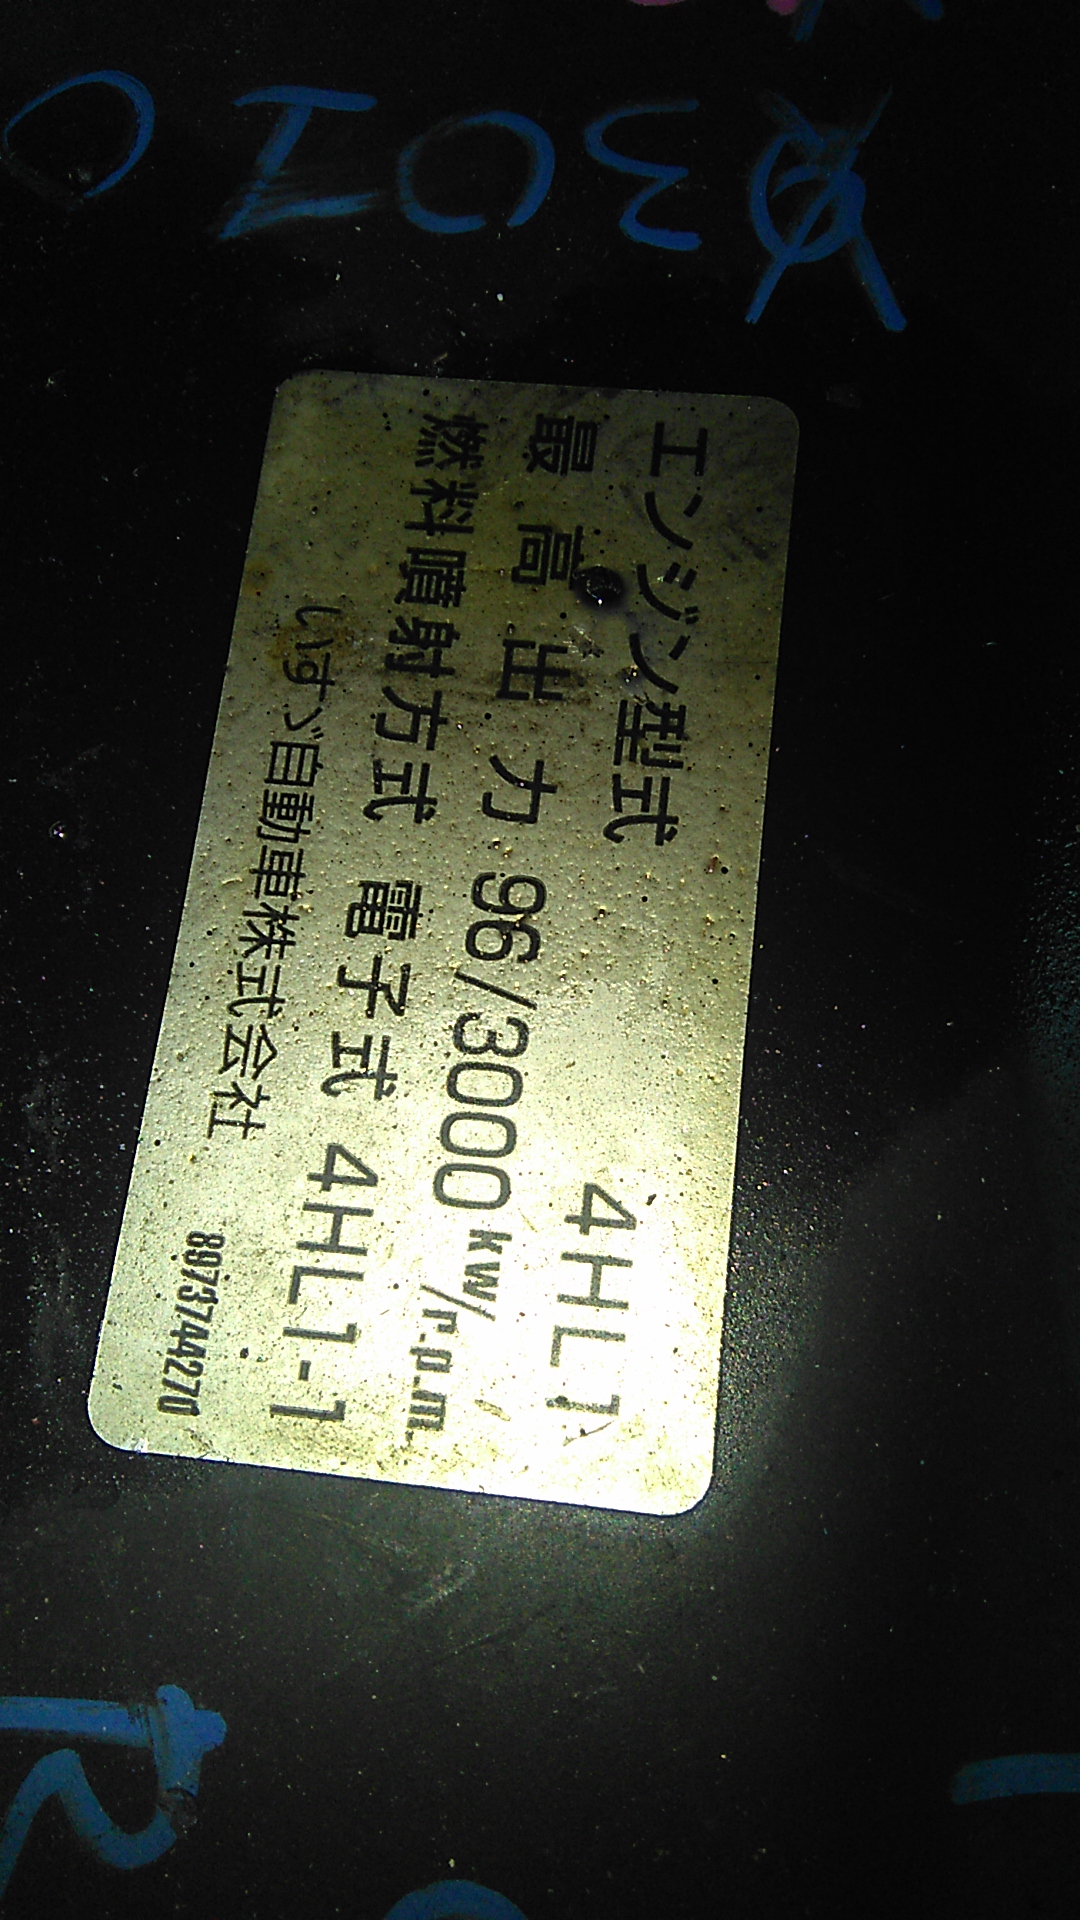 エンジン型式 4HL1
最高出力 96/3000 kw/r.p.m.
燃料噴射方式 電子式 4HL1-1
いすゞ自動車株式会社 8973744270